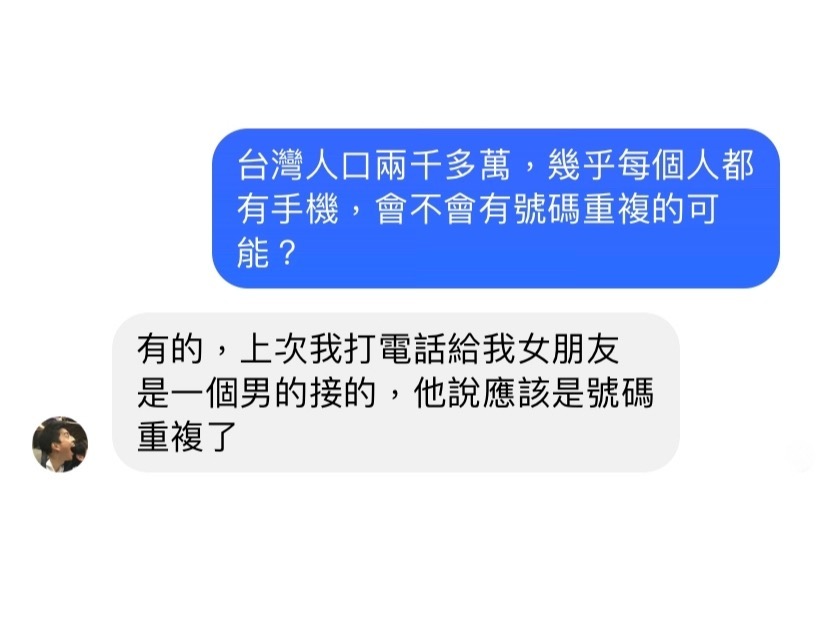 台灣人口兩千多萬，幾乎每個人都
有手機，會不會有號碼重複的可
能？
有的，上次我打電話給我女朋友
是一個男的接的，他說應該是號碼
重複了